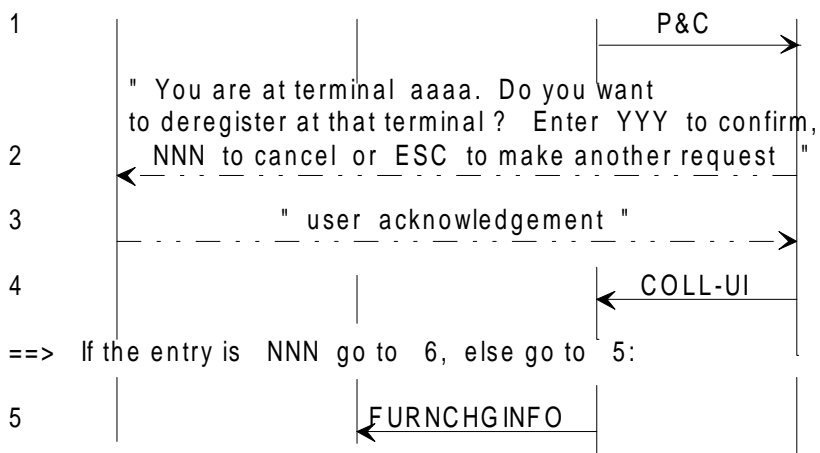 1 P&C
" You are at terminal aaaa. Do you want
to deregister at that terminal ? Enter YYY to confirm,
2 NNN to cancel or ESC to make another request "
3 " user acknowledgement "
4 COLL-UI
==> If the entry is NNN go to 6, else go to 5:
5 FURNCHGINFO